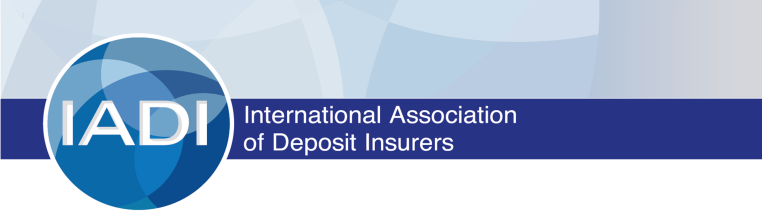 IADI
International Association
of Deposit Insurers